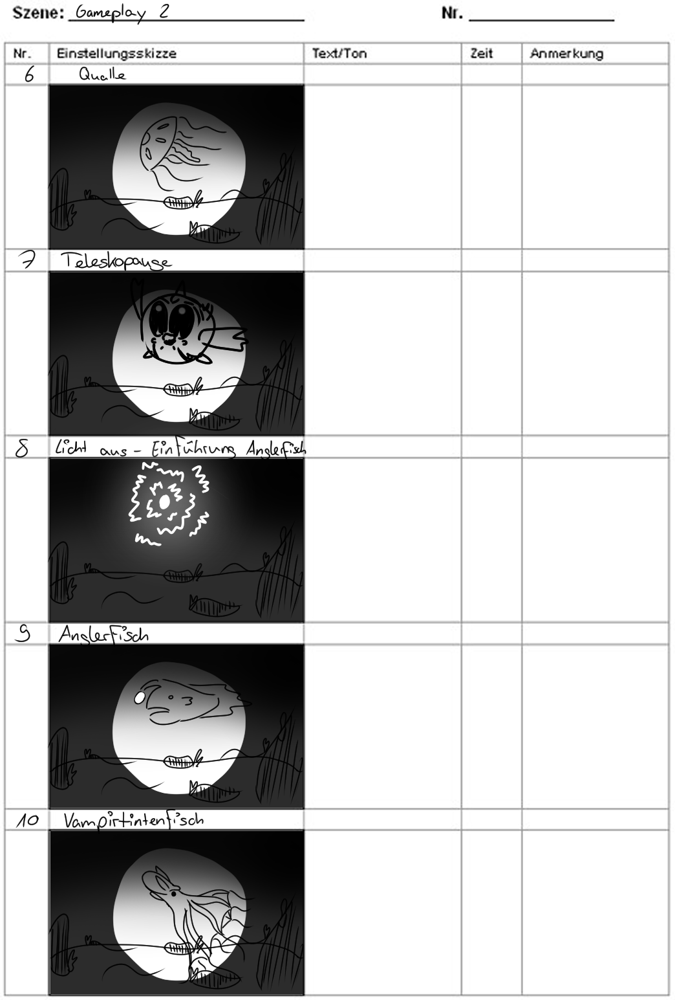 Szene: Gameplay 2 Nr.
Nr. Einstellungsskizze Text/Ton Zeit Anmerkung
6 Qualle
7 Teleskopauge
8 Licht aus - Einführung Anglerfisch
9 Anglerfisch
10 Vampirtintenfisch